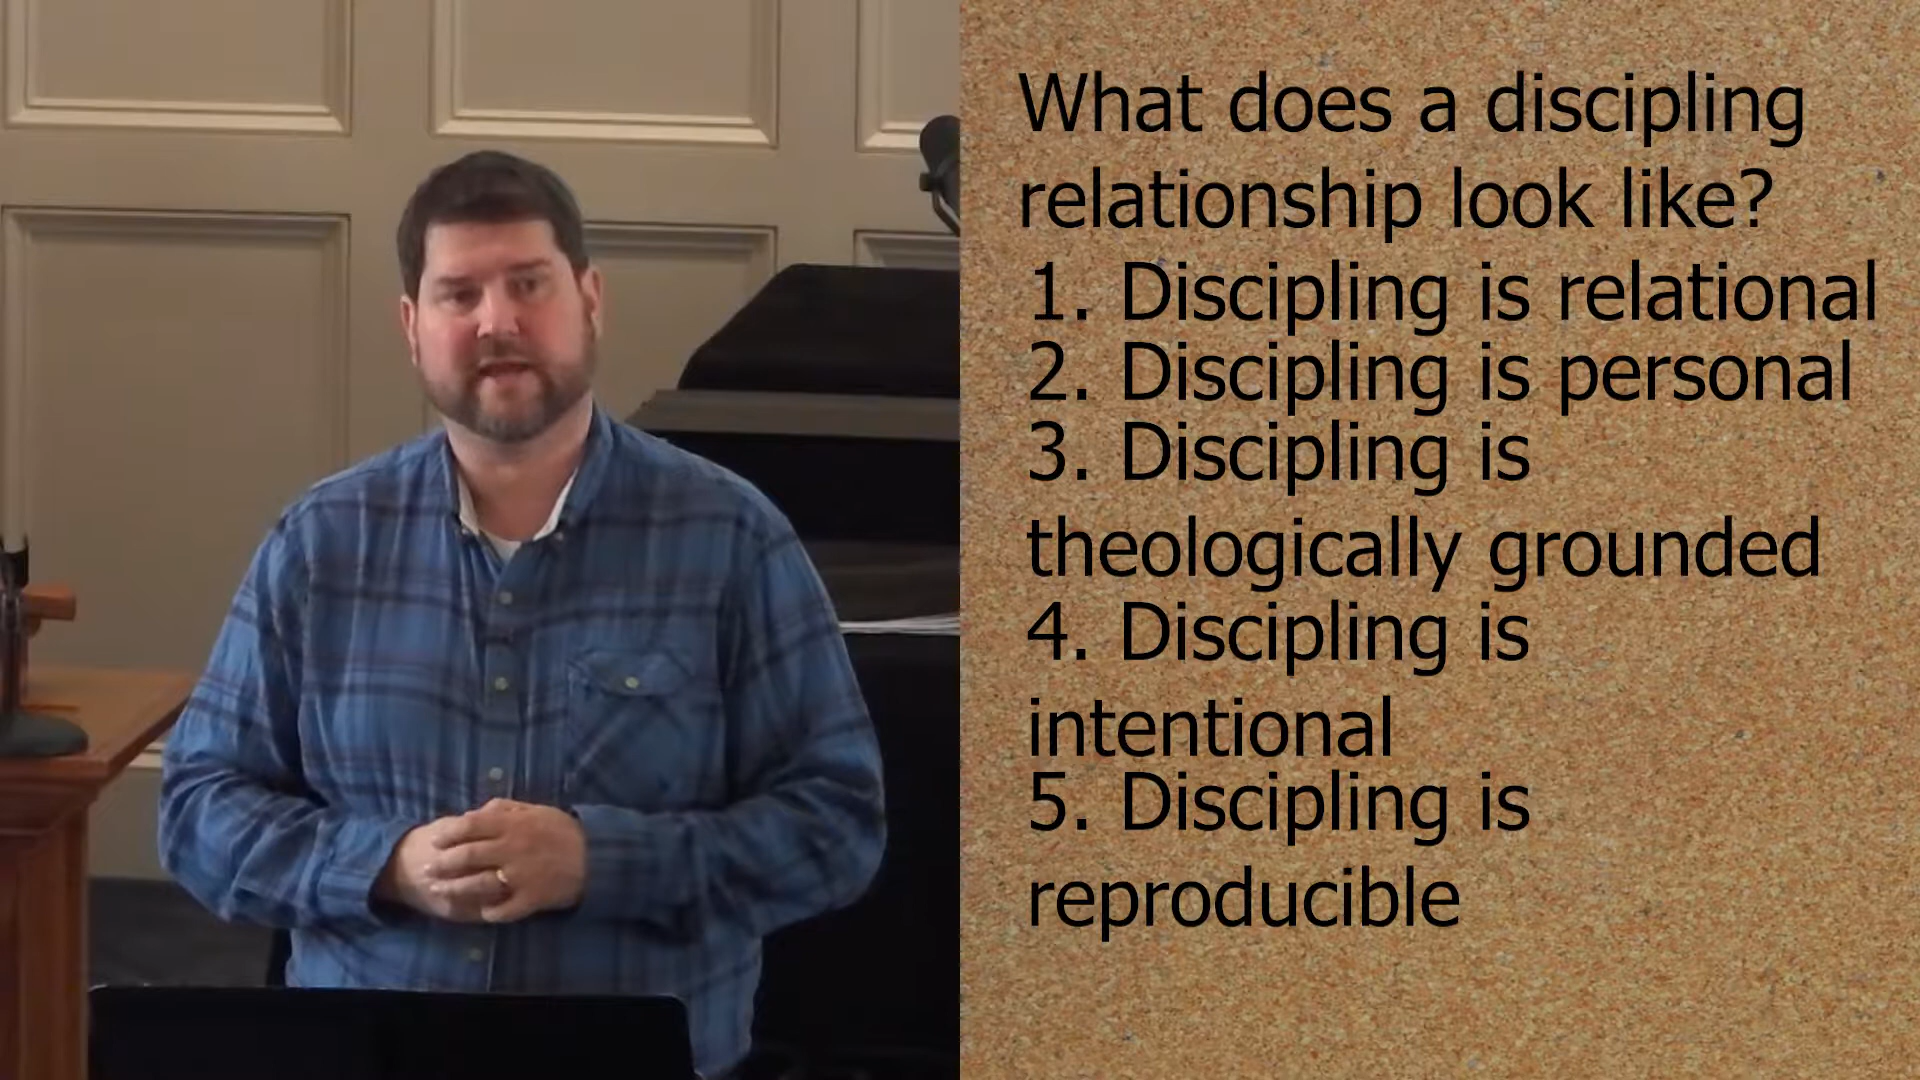 What does a discipling
relationship look like?
1. Discipling is relational
2. Discipling is personal
3. Discipling is
theologically grounded
4. Discipling is
intentional
5. Discipling is
reproducible